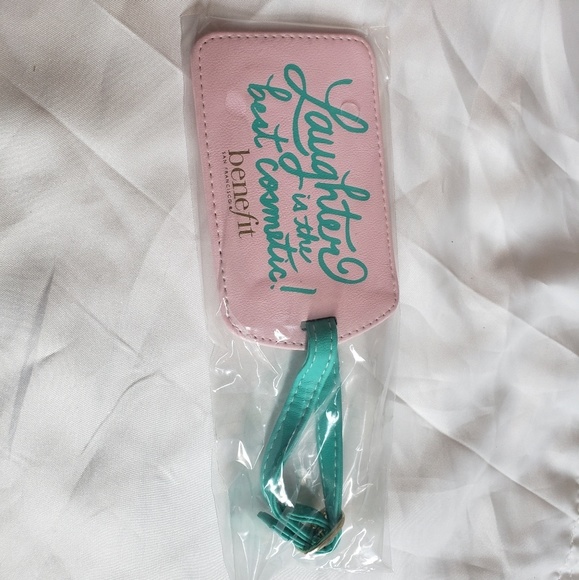 Laughter
is the
best cosmetic!
benefit
SAN FRANCISCO